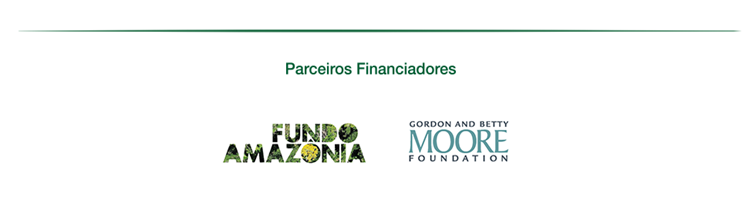 Parceiros Financiadores
FUNDO
AMAZONIA
GORDON AND BETTY
MOORE
FOUNDATION